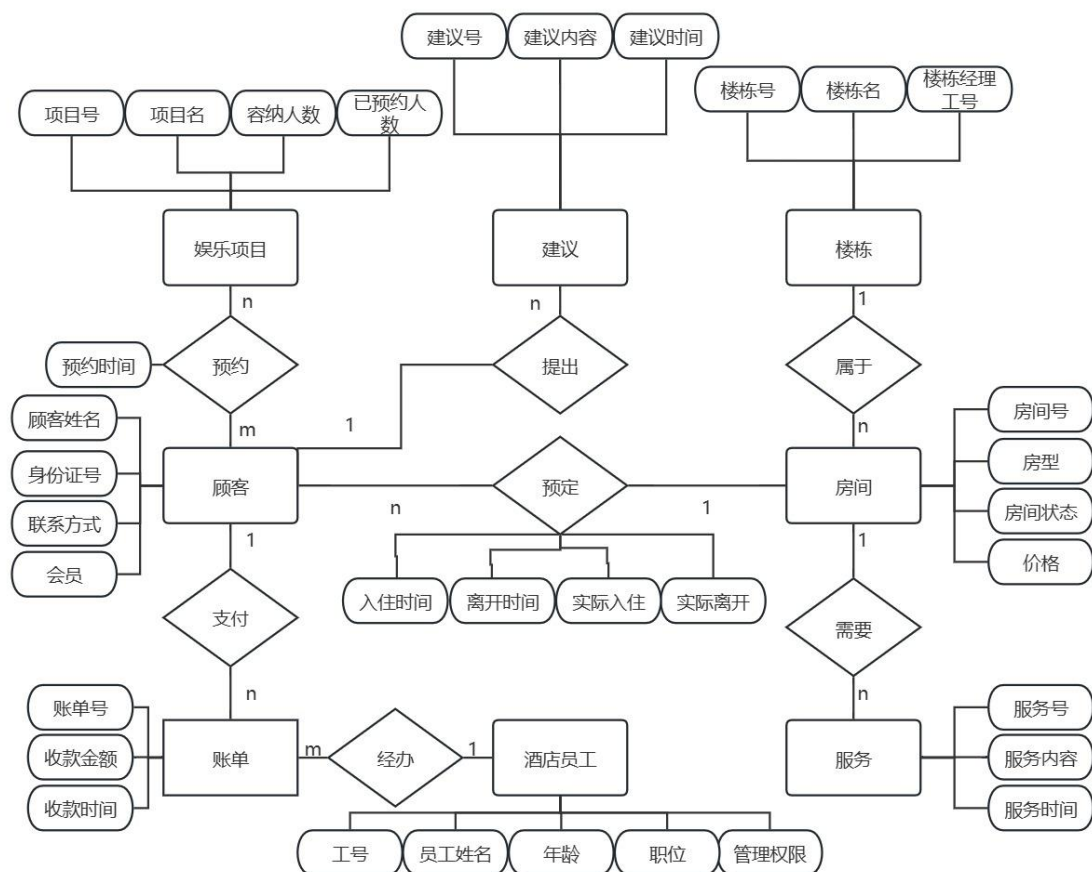 建议号 建议内容 建议时间
楼栋号 楼栋名 楼栋经理
工号
项目号 项目名 容纳人数 已预约人
数
娱乐项目 建议 楼栋
n n 1
预约时间 预约 提出 属于
顾客姓名 m 1 n 房间号
身份证号 顾客 预定 房间 房型
联系方式 n 1 房间状态
会员 1 1 价格
入住时间 离开时间 实际入住 实际离开
支付 需要
n n
账单号 服务号
收款金额 账单 m 经办 1 酒店员工 服务 服务内容
收款时间 服务时间
工号 员工姓名 年龄 职位 管理权限